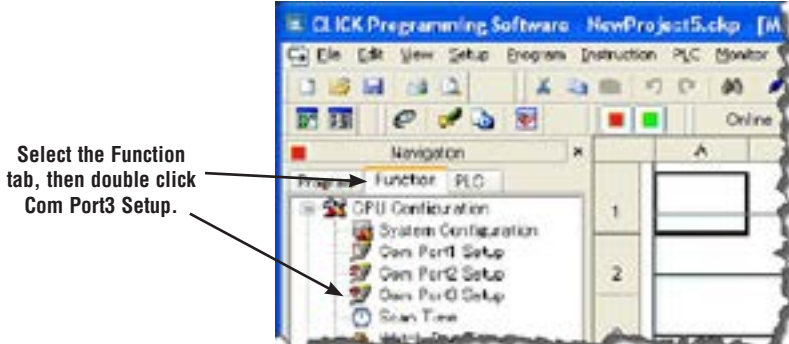 CLICK Programming Software NewProject5.ckp [M
File Edit View Setup Program Instruction PLC Monitor
Online
Navigation
Function PLC
A
CPU Configuration
1
System Configuration
Com Port1 Setup
Com Port2 Setup
2
Com Port3 Setup
Scan Time
Select the Function
tab, then double click
Com Port3 Setup.